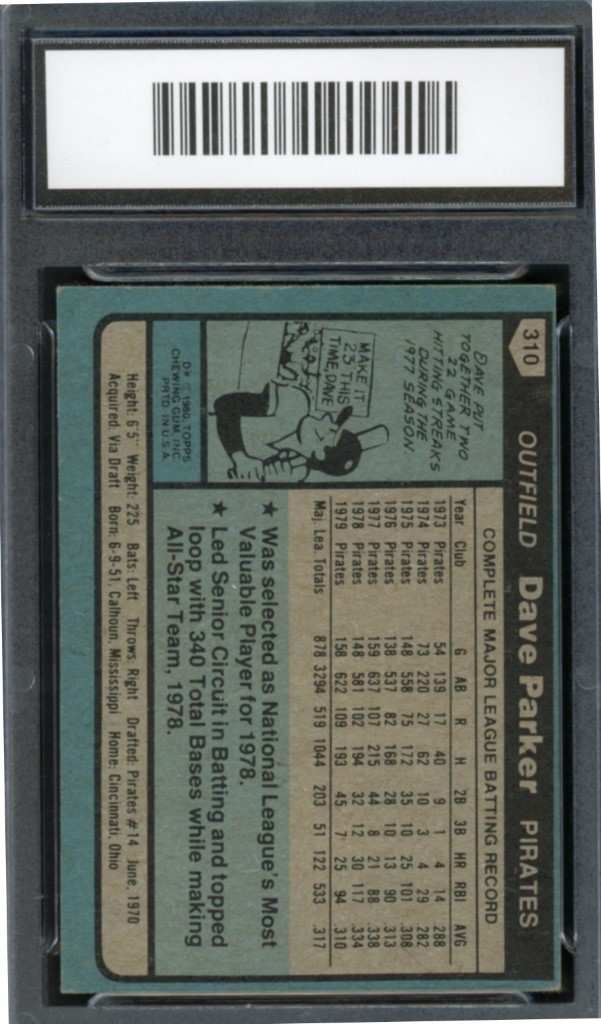 310 OUTFIELD Dave Parker PIRATES
DAVE PUT
TOGETHER TWO
22 GAME
HITTING STREAKS
DURING THE
1977 SEASON.
MAKE IT
23 THIS
TIME, DAVE
D* © 1980 TOPPS
CHEWING GUM, INC.
PRTD. IN U.S.A.
COMPLETE MAJOR LEAGUE BATTING RECORD
Year Club G AB R H 2B 3B HR RBI AVG
1973 Pirates 54 139 17 40 9 1 4 14 .288
1974 Pirates 73 220 27 62 10 3 4 29 .282
1975 Pirates 148 558 75 172 35 10 25 101 .308
1976 Pirates 138 537 82 168 28 10 13 90 .313
1977 Pirates 159 637 107 215 44 8 21 88 .338
1978 Pirates 148 581 102 194 32 12 30 117 .334
1979 Pirates 158 622 109 193 45 7 25 94 .310
Maj. Lea. Totals 878 3294 519 1044 203 51 122 533 .317
★ Was selected as National League's Most
Valuable Player for 1978.
★ Led Senior Circuit in Batting and topped
loop with 340 Total Bases while making
All-Star Team, 1978.
Height: 6'5" Weight: 225 Bats: Left Throws: Right Drafted: Pirates #14 June, 1970
Acquired: Via Draft Born: 6-9-51, Calhoun, Mississippi Home: Cincinnati, Ohio